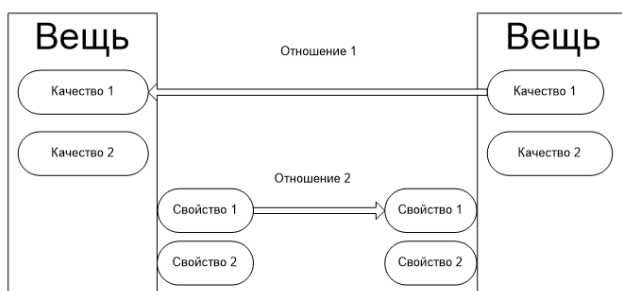 Вещь
Вещь
Отношение 1
Качество 1
Качество 1
Качество 2
Качество 2
Отношение 2
Свойство 1
Свойство 1
Свойство 2
Свойство 2